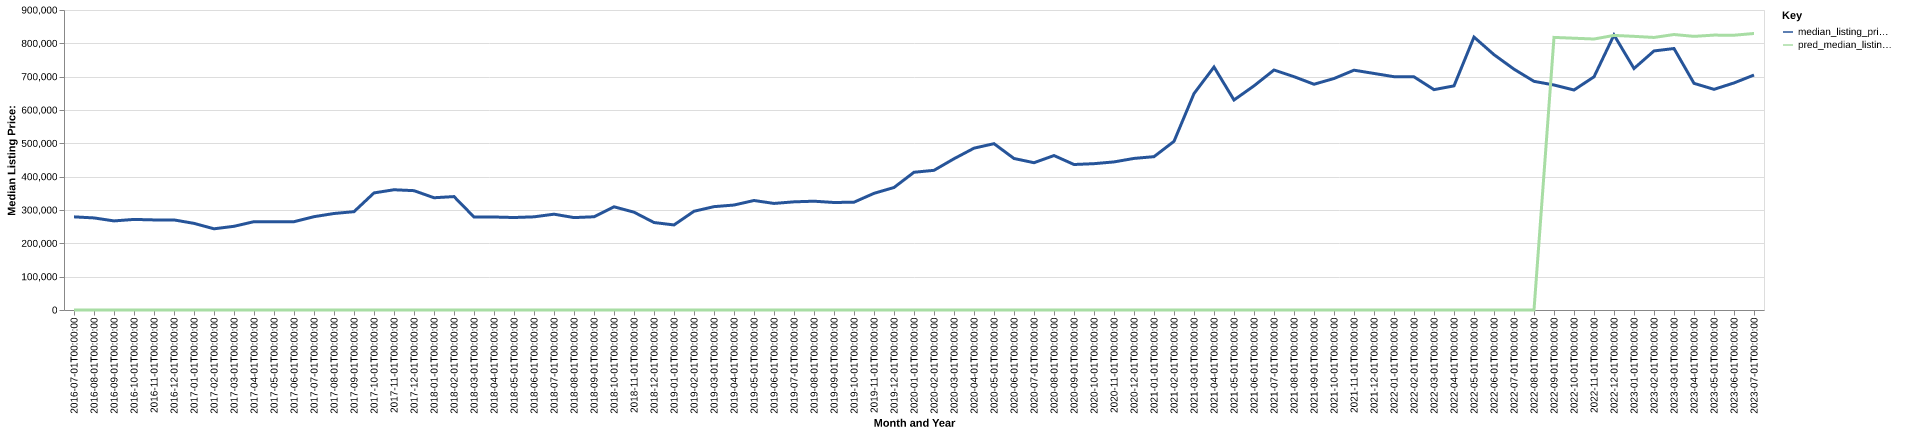 900,000
800,000
700,000
600,000
500,000
400,000
300,000
200,000
100,000
0
Median Listing Price:
2016-07-01T00:00:00
2016-08-01T00:00:00
2016-09-01T00:00:00
2016-10-01T00:00:00
2016-11-01T00:00:00
2016-12-01T00:00:00
2017-01-01T00:00:00
2017-02-01T00:00:00
2017-03-01T00:00:00
2017-04-01T00:00:00
2017-05-01T00:00:00
2017-06-01T00:00:00
2017-07-01T00:00:00
2017-08-01T00:00:00
2017-09-01T00:00:00
2017-10-01T00:00:00
2017-11-01T00:00:00
2017-12-01T00:00:00
2018-01-01T00:00:00
2018-02-01T00:00:00
2018-03-01T00:00:00
2018-04-01T00:00:00
2018-05-01T00:00:00
2018-06-01T00:00:00
2018-07-01T00:00:00
2018-08-01T00:00:00
2018-09-01T00:00:00
2018-10-01T00:00:00
2018-11-01T00:00:00
2018-12-01T00:00:00
2019-01-01T00:00:00
2019-02-01T00:00:00
2019-03-01T00:00:00
2019-04-01T00:00:00
2019-05-01T00:00:00
2019-06-01T00:00:00
2019-07-01T00:00:00
2019-08-01T00:00:00
2019-09-01T00:00:00
2019-10-01T00:00:00
2019-11-01T00:00:00
2019-12-01T00:00:00
2020-01-01T00:00:00
2020-02-01T00:00:00
2020-03-01T00:00:00
2020-04-01T00:00:00
2020-05-01T00:00:00
2020-06-01T00:00:00
2020-07-01T00:00:00
2020-08-01T00:00:00
2020-09-01T00:00:00
2020-10-01T00:00:00
2020-11-01T00:00:00
2020-12-01T00:00:00
2021-01-01T00:00:00
2021-02-01T00:00:00
2021-03-01T00:00:00
2021-04-01T00:00:00
2021-05-01T00:00:00
2021-06-01T00:00:00
2021-07-01T00:00:00
2021-08-01T00:00:00
2021-09-01T00:00:00
2021-10-01T00:00:00
2021-11-01T00:00:00
2021-12-01T00:00:00
2022-01-01T00:00:00
2022-02-01T00:00:00
2022-03-01T00:00:00
2022-04-01T00:00:00
2022-05-01T00:00:00
2022-06-01T00:00:00
2022-07-01T00:00:00
2022-08-01T00:00:00
2022-09-01T00:00:00
2022-10-01T00:00:00
2022-11-01T00:00:00
2022-12-01T00:00:00
2023-01-01T00:00:00
2023-02-01T00:00:00
2023-03-01T00:00:00
2023-04-01T00:00:00
2023-05-01T00:00:00
2023-06-01T00:00:00
2023-07-01T00:00:00
Month and Year
Key
median_listing_pri…
pred_median_listin…